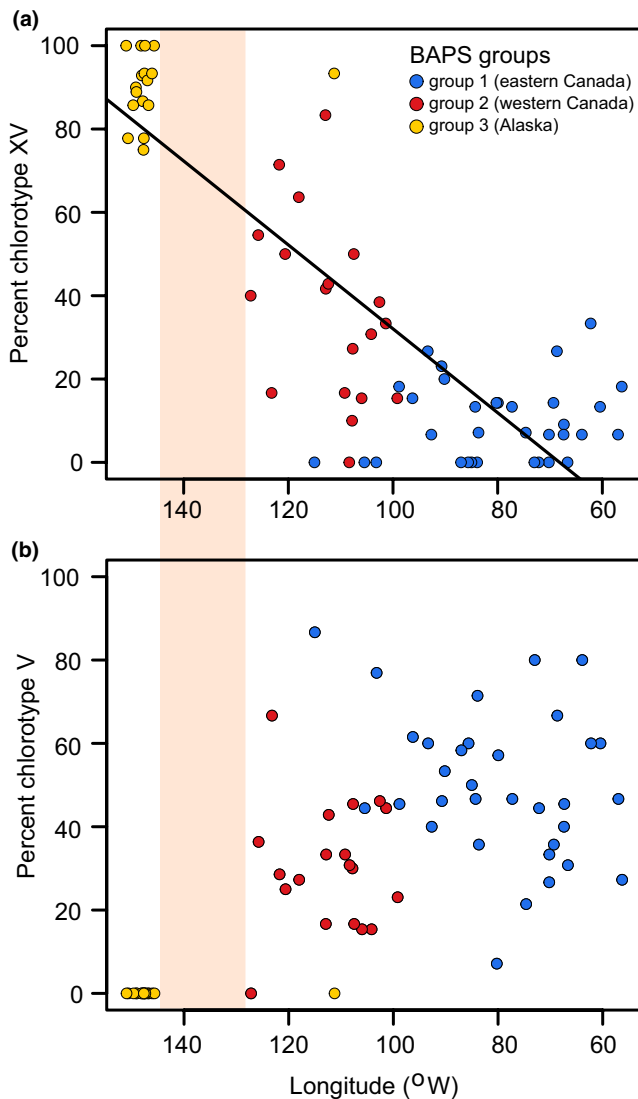 (a)
BAPS groups
group 1 (eastern Canada)
group 2 (western Canada)
group 3 (Alaska)
Percent chlorotype XV
100
80
60
40
20
0
140 120 100 80 60
(b)
Percent chlorotype V
100
80
60
40
20
0
140 120 100 80 60
Longitude (°W)